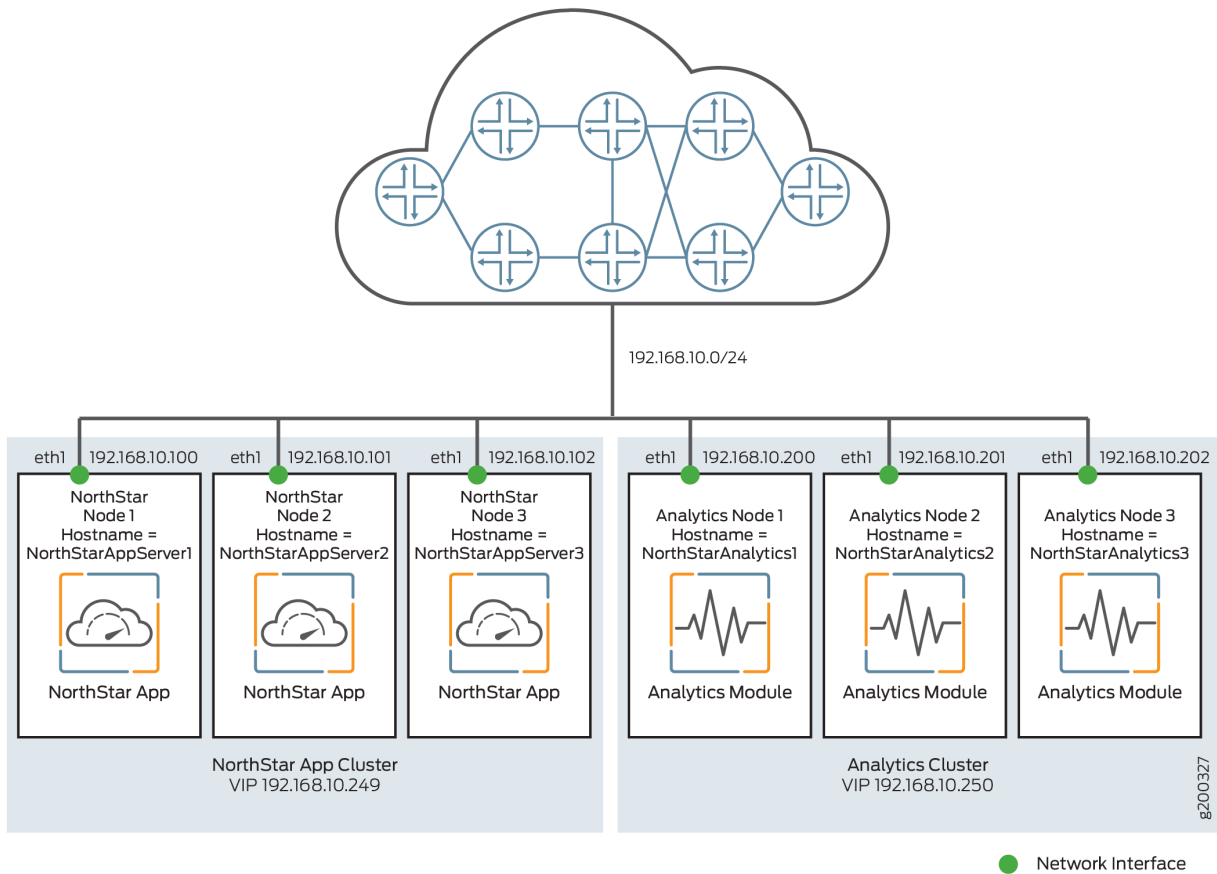 192.168.10.0/24
eth1 192.168.10.100
eth1 192.168.10.101
eth1 192.168.10.102
eth1 192.168.10.200
eth1 192.168.10.201
eth1 192.168.10.202
NorthStar
Node 1
Hostname =
NorthStarAppServer1
NorthStar App
NorthStar
Node 2
Hostname =
NorthStarAppServer2
NorthStar App
NorthStar
Node 3
Hostname =
NorthStarAppServer3
NorthStar App
Analytics Node 1
Hostname =
NorthStarAnalytics1
Analytics Module
Analytics Node 2
Hostname =
NorthStarAnalytics2
Analytics Module
Analytics Node 3
Hostname =
NorthStarAnalytics3
Analytics Module
NorthStar App Cluster
VIP 192.168.10.249
Analytics Cluster
VIP 192.168.10.250
g200327
Network Interface